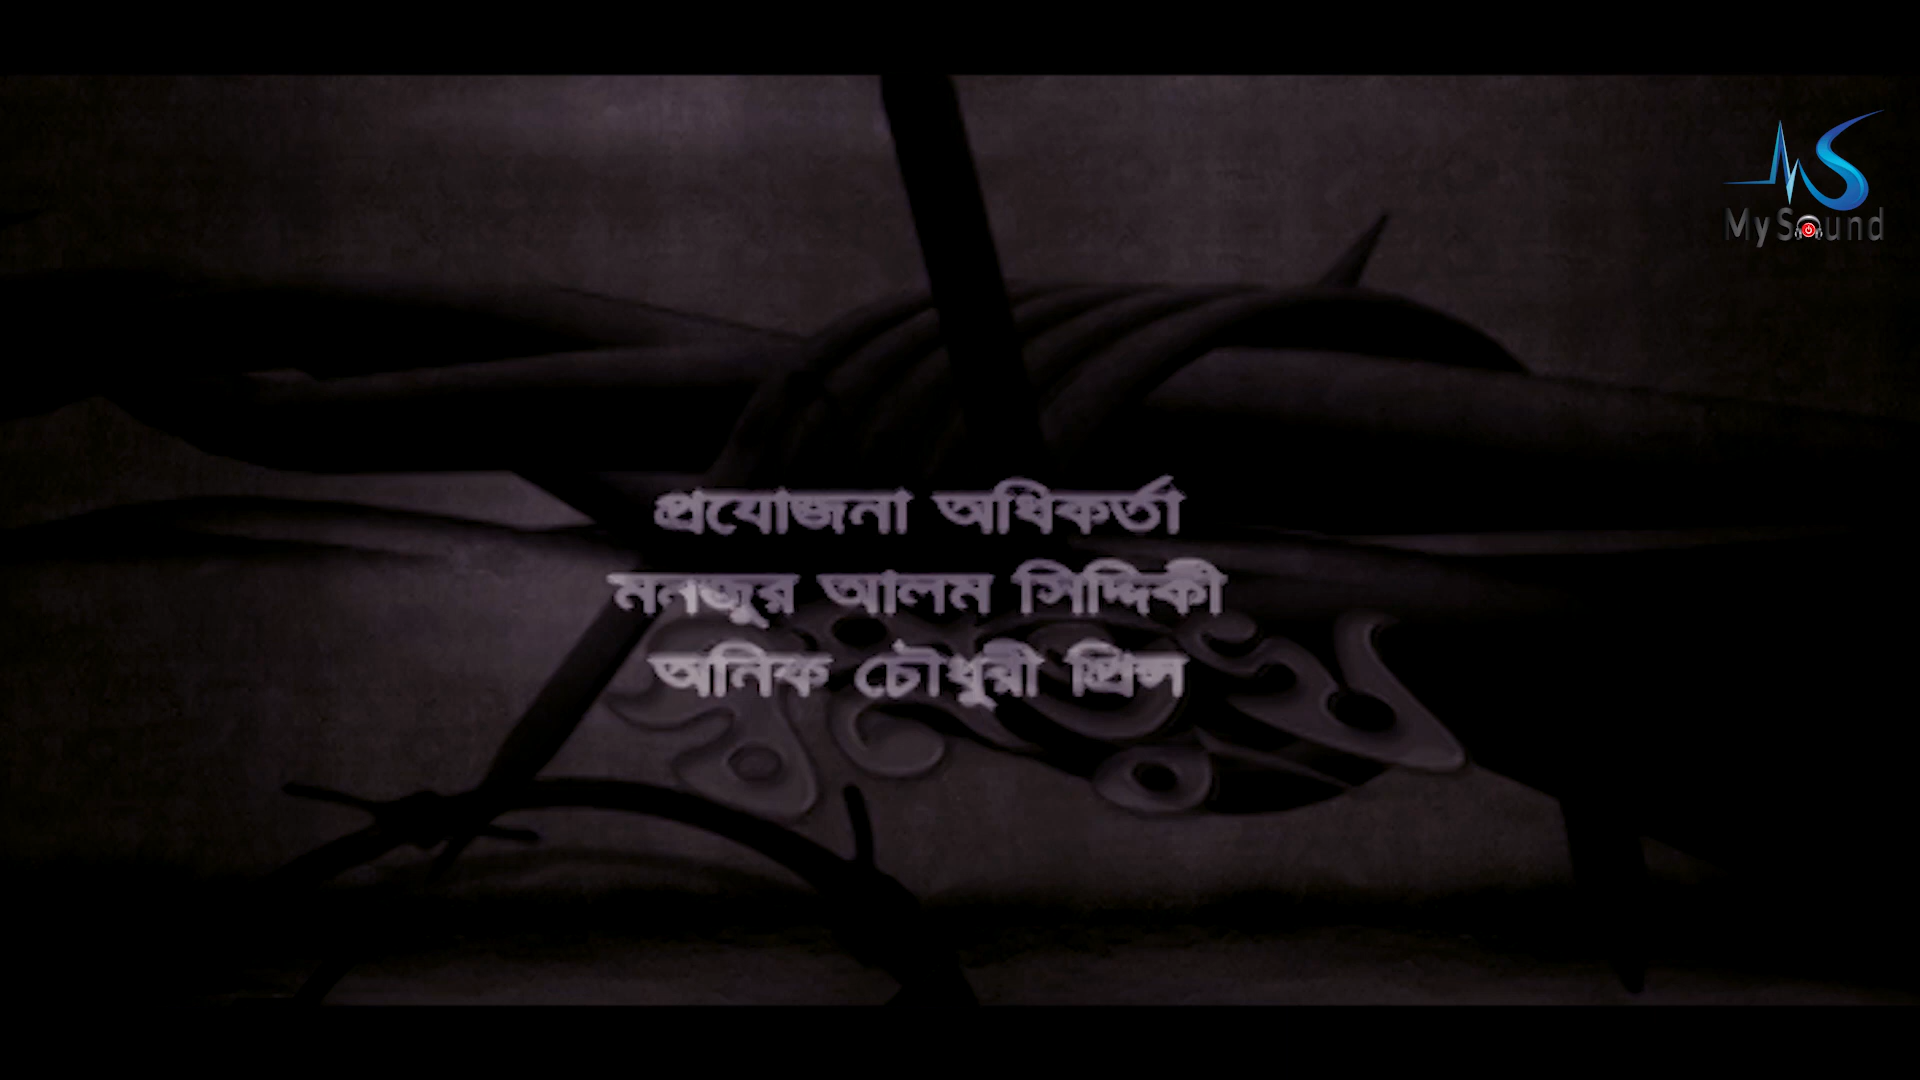 MySound
প্রযোজনা অধিকর্তা
মনজুর আলম সিদ্দিকী
অনিক চৌধুরী প্রিন্স